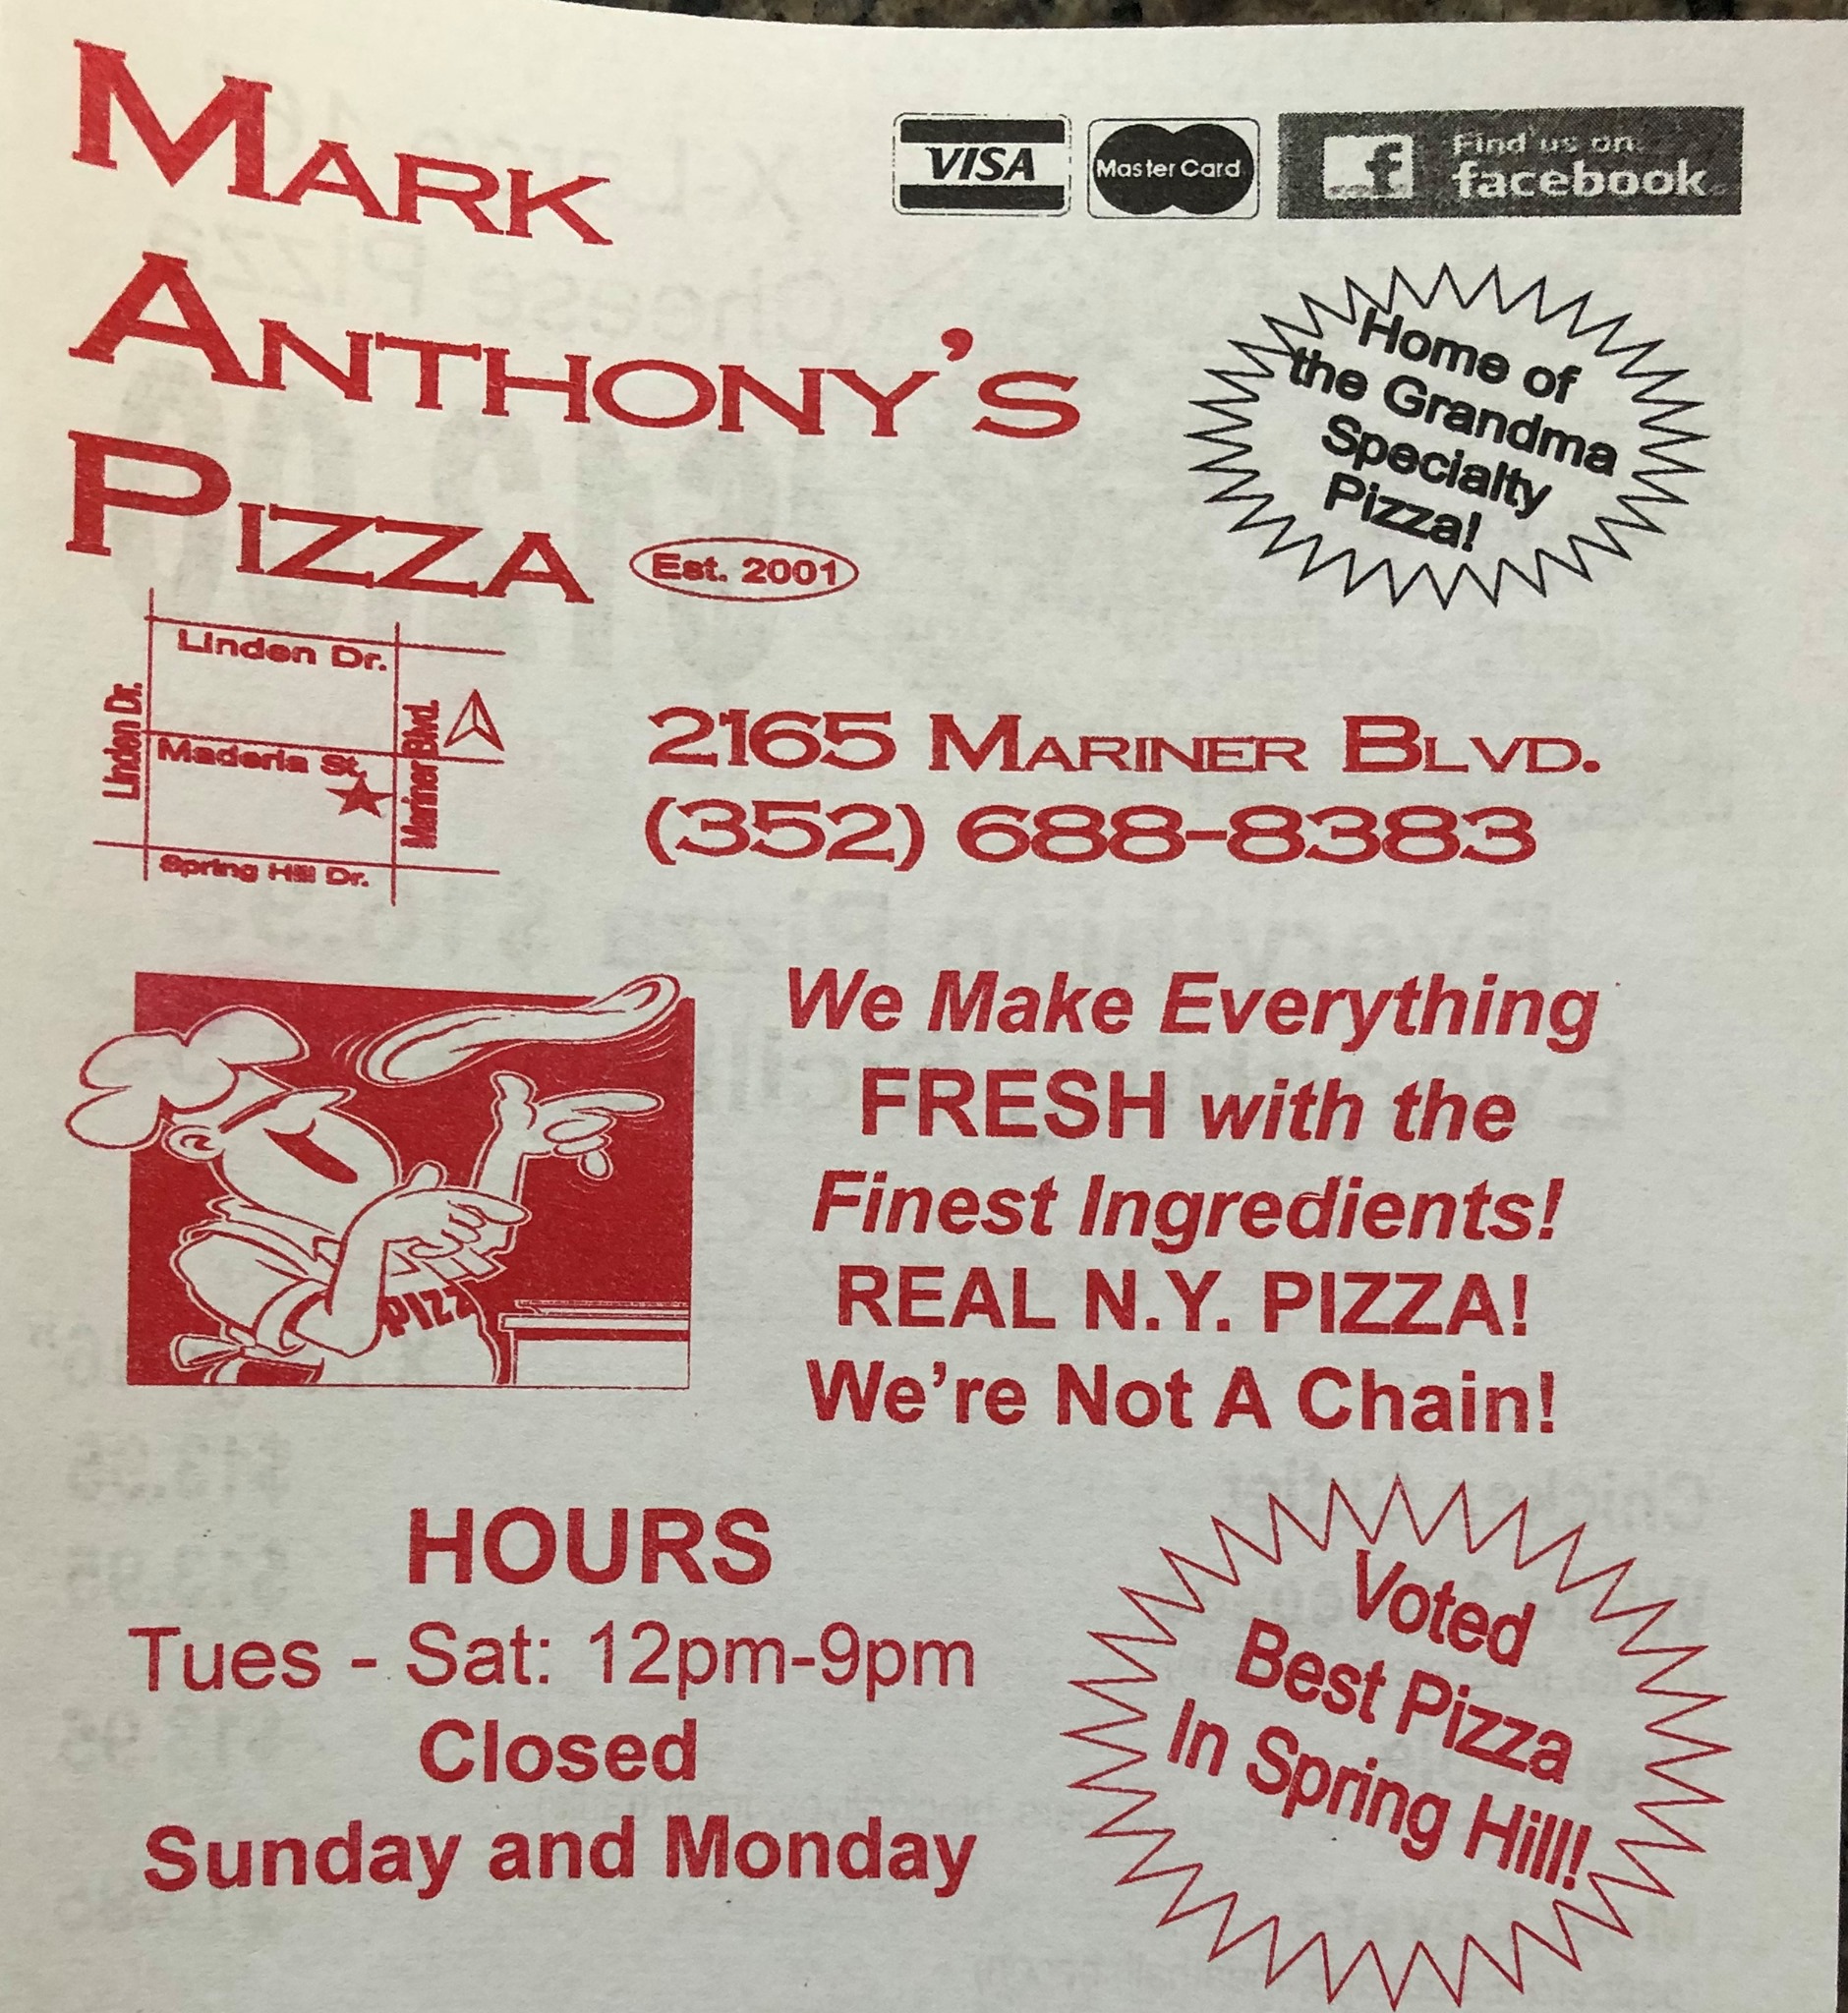 MARK
ANTHONY'S
PIZZA
Est. 2001
VISA
MasterCard
Find us on
facebook
Home of
the Grandma
Specialty
Pizza!
Linden Dr.
Linden Dr.
Maderia St.
Mariner Blvd.
Spring Hill Dr.
2165 MARINER BLVD.
(352) 688-8383
We Make Everything
FRESH with the
Finest Ingredients!
REAL N.Y. PIZZA!
We're Not A Chain!
PIZZ
HOURS
Tues - Sat: 12pm-9pm
Closed
Sunday and Monday
Voted
Best Pizza
In Spring Hill!